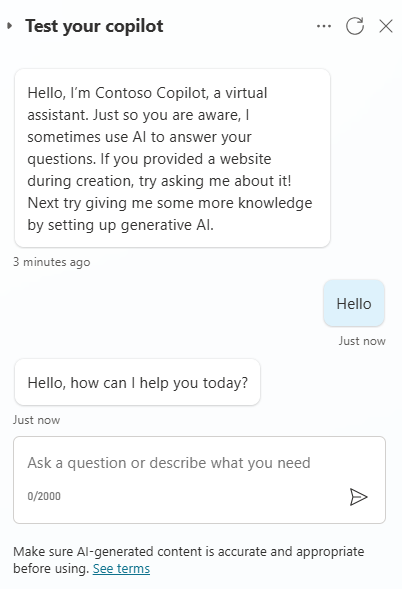 Test your copilot
Hello, I’m Contoso Copilot, a virtual
assistant. Just so you are aware, I
sometimes use AI to answer your
questions. If you provided a website
during creation, try asking me about it!
Next try giving me some more knowledge
by setting up generative AI.
3 minutes ago
Hello
Just now
Hello, how can I help you today?
Just now
Ask a question or describe what you need
0/2000
Make sure AI-generated content is accurate and appropriate
before using. See terms